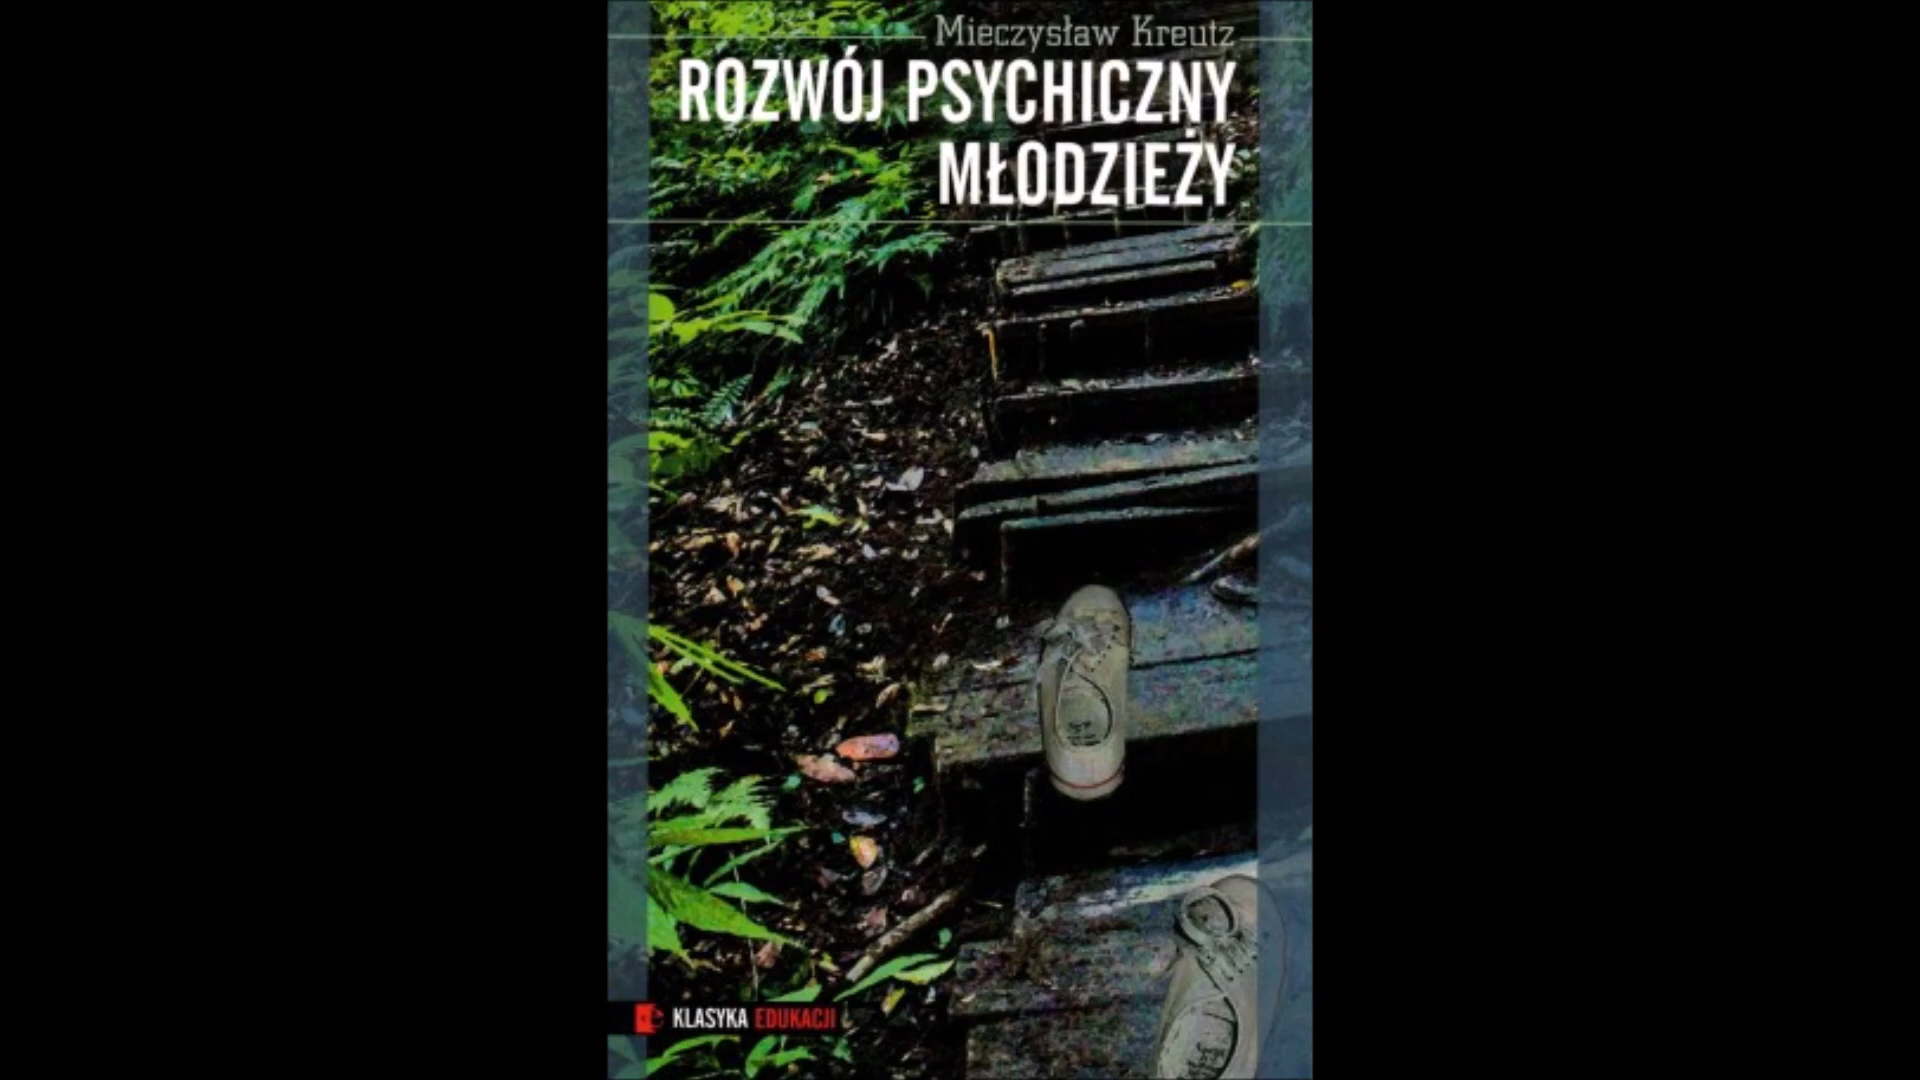 Mieczysław Kreutz
ROZWÓJ PSYCHICZNY
MŁODZIEŻY
KLASYKA EDUKACJI